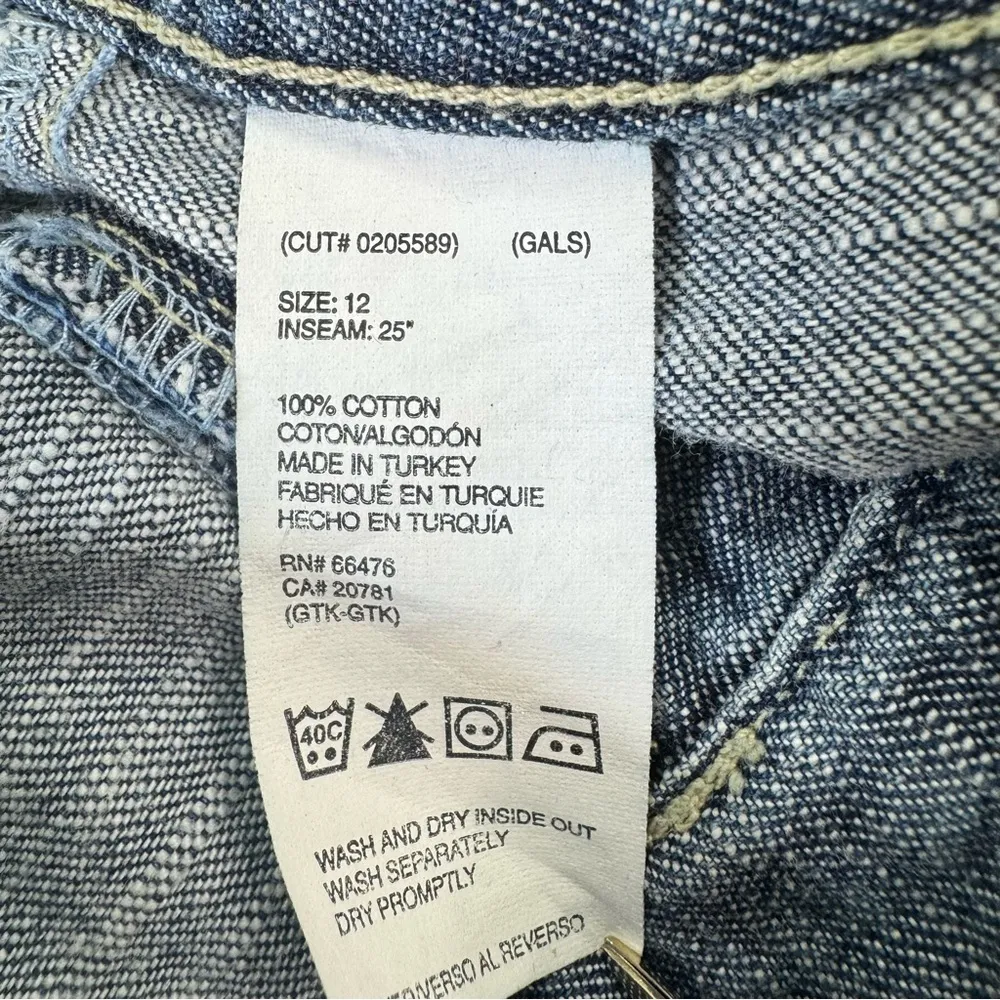 (CUT# 0205589) (GALS)
SIZE: 12
INSEAM: 25"
100% COTTON
COTON/ALGODÓN
MADE IN TURKEY
FABRIQUÉ EN TURQUIE
HECHO EN TURQUÍA
RN# 66476
CA# 20781
(GTK-GTK)
40C
WASH AND DRY INSIDE OUT
WASH SEPARATELY
DRY PROMPTLY
AL REVERSO